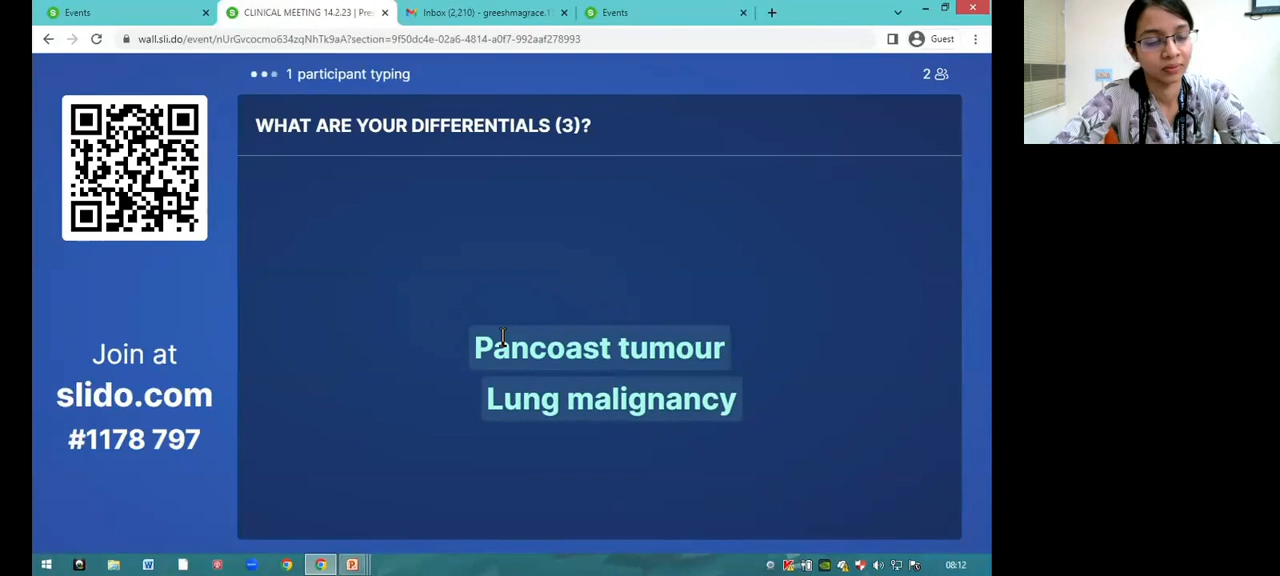 Events
CLINICAL MEETING 14.2.23 | Pre
Inbox (2,210) - greeshmagrace.1
Events
wall.sli.do/event/nUrGvcocmo634zqNhTk9aA?section=9f50dc4e-02a6-4814-a0f7-992aaf278993
Guest
1 participant typing
2
WHAT ARE YOUR DIFFERENTIALS (3)?
Pancoast tumour
Lung malignancy
Join at
slido.com
#1178 797
08:12